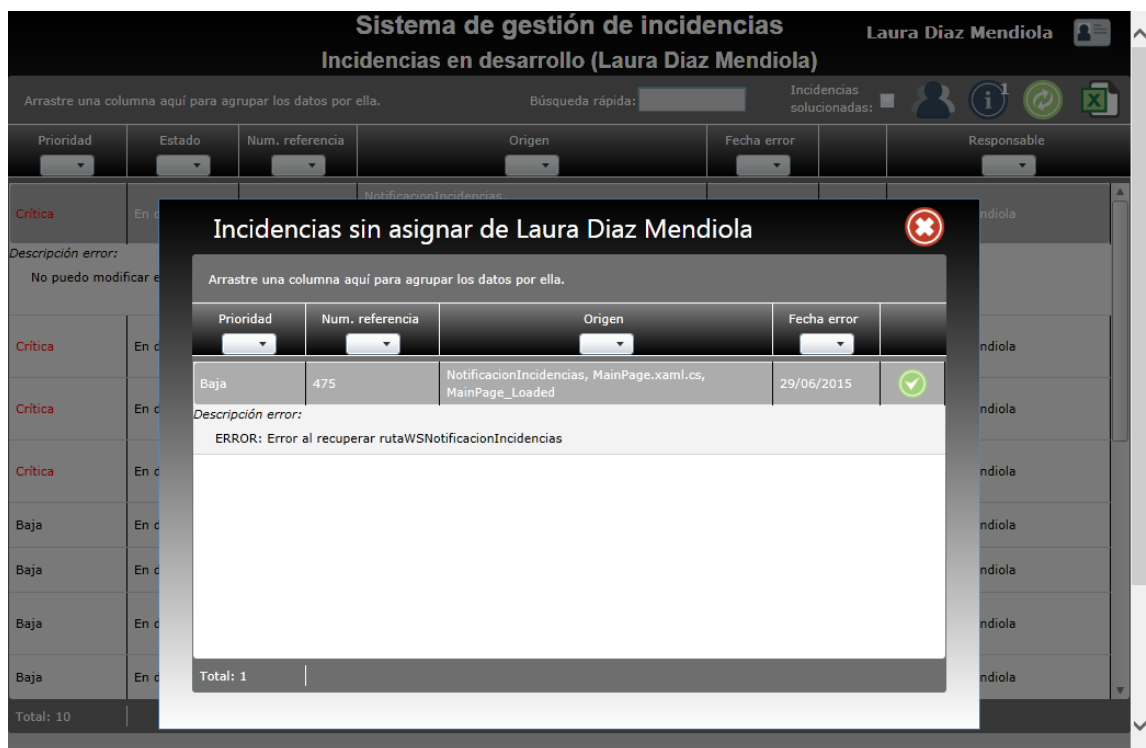 Sistema de gestión de incidencias
Laura Diaz Mendiola
Incidencias en desarrollo (Laura Diaz Mendiola)
Arrastre una columna aquí para agrupar los datos por ella.
Búsqueda rápida:
Incidencias
solucionadas:
1
Prioridad Estado Num. referencia Origen Fecha error Responsable
NotificacionIncidencias,
Crítica En d ndiola
Incidencias sin asignar de Laura Diaz Mendiola
Descripción error:
No puedo modificar e
Arrastre una columna aquí para agrupar los datos por ella.
Prioridad Num. referencia Origen Fecha error
Crítica En d ndiola
Baja 475 NotificacionIncidencias, MainPage.xaml.cs,
MainPage_Loaded 29/06/2015
Crítica En d ndiola
Descripción error:
ERROR: Error al recuperar rutaWSNotificacionIncidencias
Crítica En d ndiola
Baja En d ndiola
Baja En d ndiola
Baja En d ndiola
Baja En d ndiola
Total: 1
Total: 10